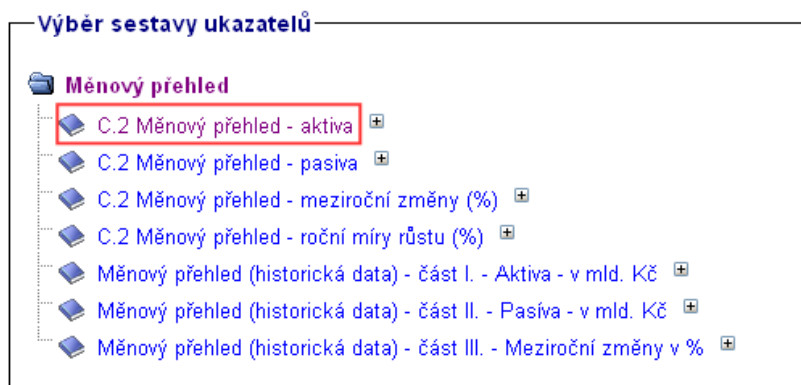 Výběr sestavy ukazatelů
Měnový přehled
C.2 Měnový přehled - aktiva
C.2 Měnový přehled - pasiva
C.2 Měnový přehled - meziroční změny (%)
C.2 Měnový přehled - roční míry růstu (%)
Měnový přehled (historická data) - část I. - Aktiva - v mld. Kč
Měnový přehled (historická data) - část II. - Pasíva - v mld. Kč
Měnový přehled (historická data) - část III. - Meziroční změny v %